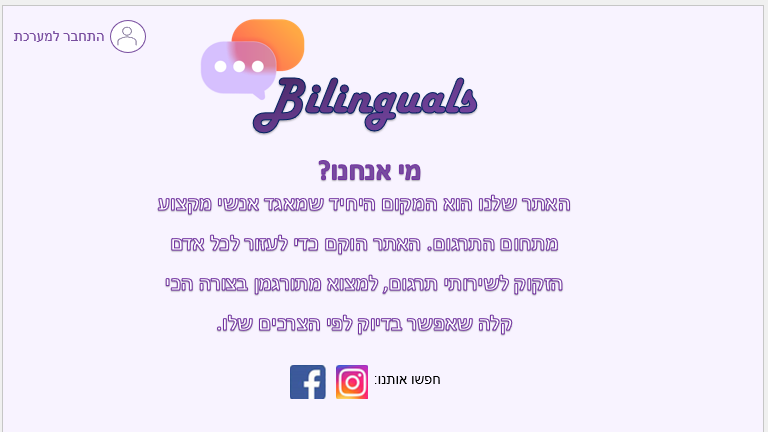 התחבר למערכת
Bilinguals
מי אנחנו?
האתר שלנו הוא המקום היחיד שמאגד אנשי מקצוע
מתחום התרגום. האתר הוקם כדי לעזור לכל אדם
הזקוק לשירותי תרגום, למצוא מתורגמן בצורה הכי
קלה שאפשר בדיוק לפי הצרכים שלו.
חפשו אותנו: